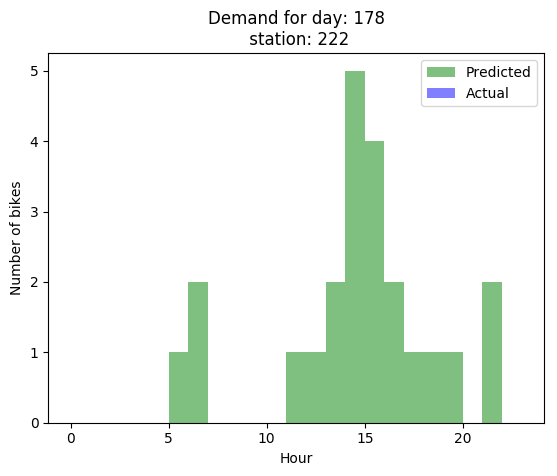 Demand for day: 178
station: 222
Predicted
Actual
5
4
3
2
1
0
Number of bikes
0 5 10 15 20
Hour